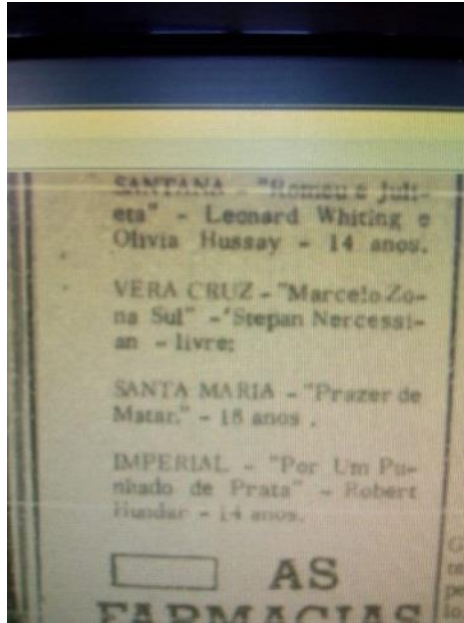 SANTANA - "Romeu e Juli-
eta" - Leonard Whiting e
Olivia Hussay - 14 anos.
VERA CRUZ - "Marcelo Zo-
na Sul" - 'Stepan Nercessi-
an - livre:
SANTA MARIA - "Prazer de
Matar." - 18 anos .
IMPERIAL - "Por Um Pu-
nhado de Prata" - Robert
Hundar - 14 anos.
AS
FARMACIAS